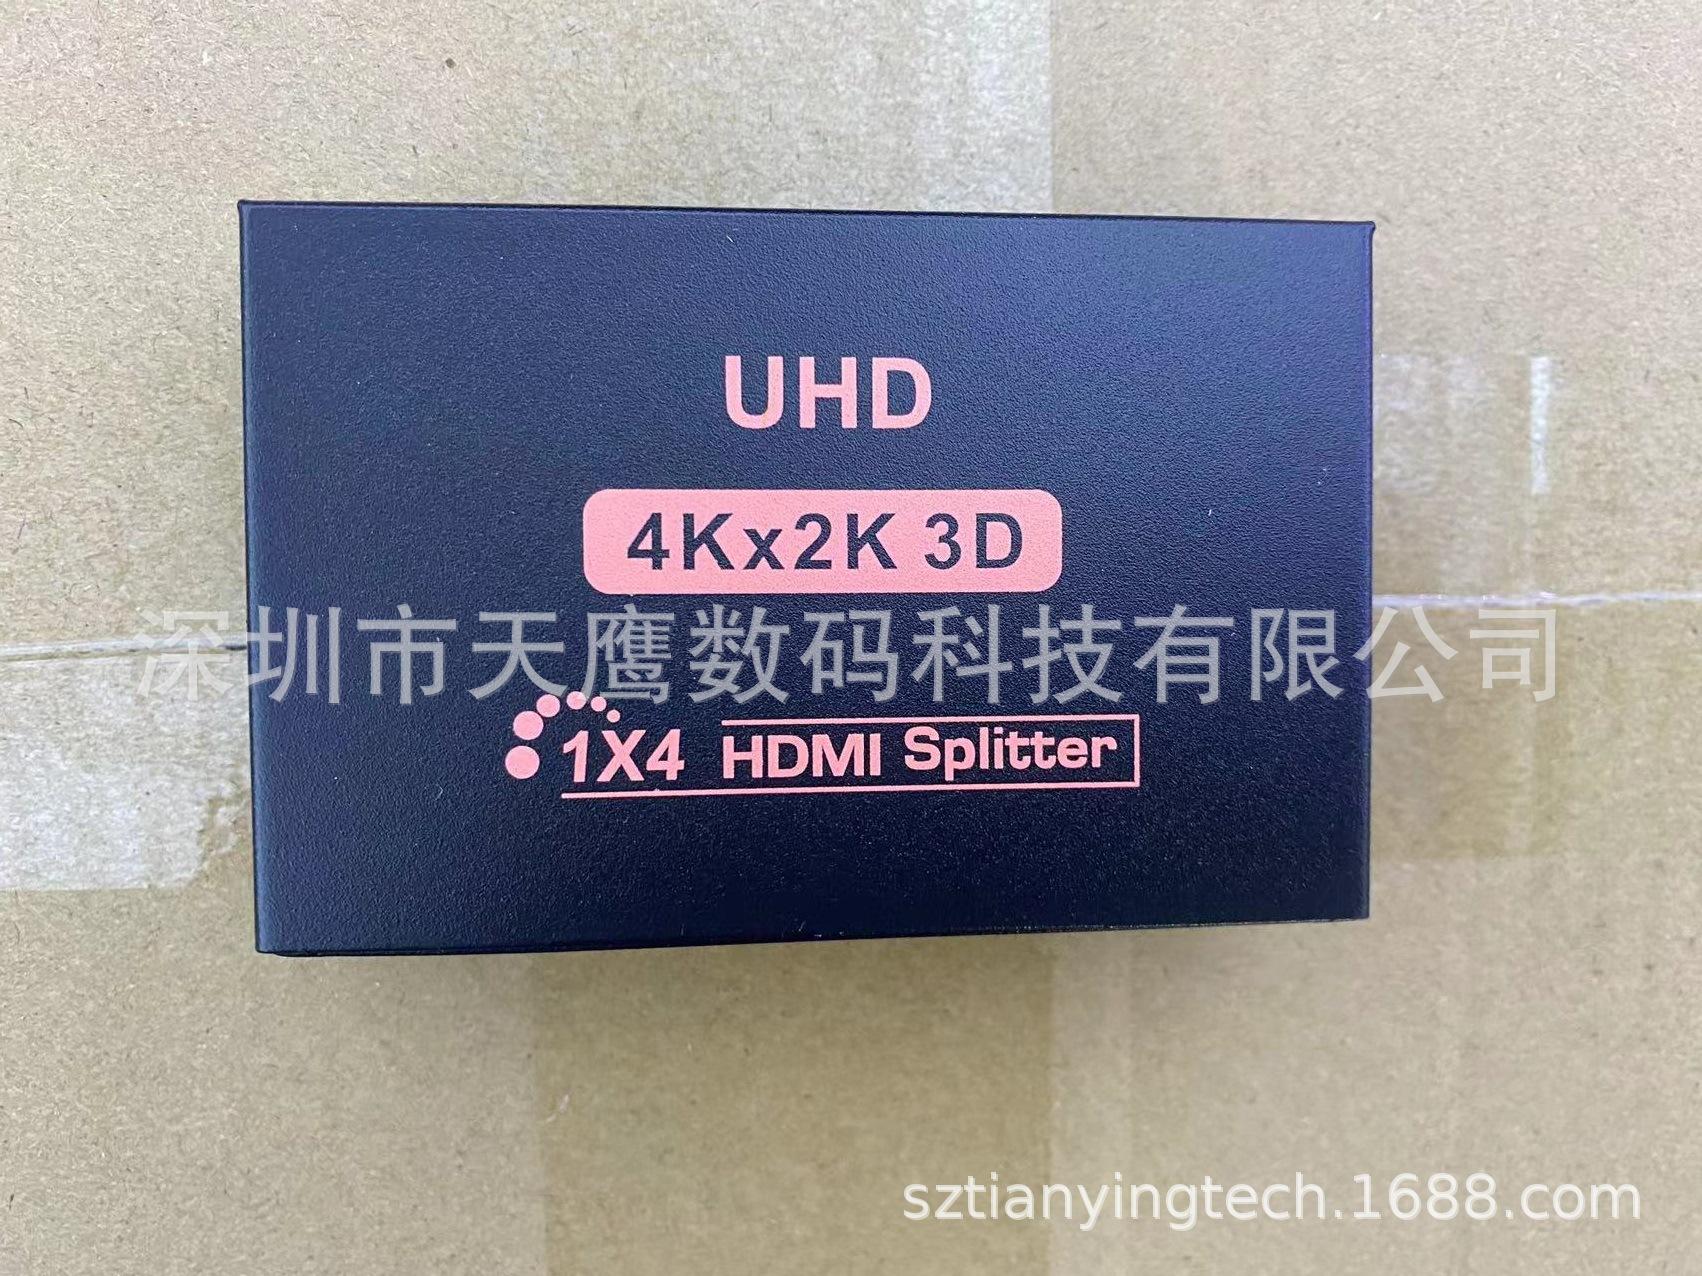 UHD
4Kx2K 3D
深圳市天鹰数码科技有限公司
1X4 HDMI Splitter
sztianyingtech.1688.com